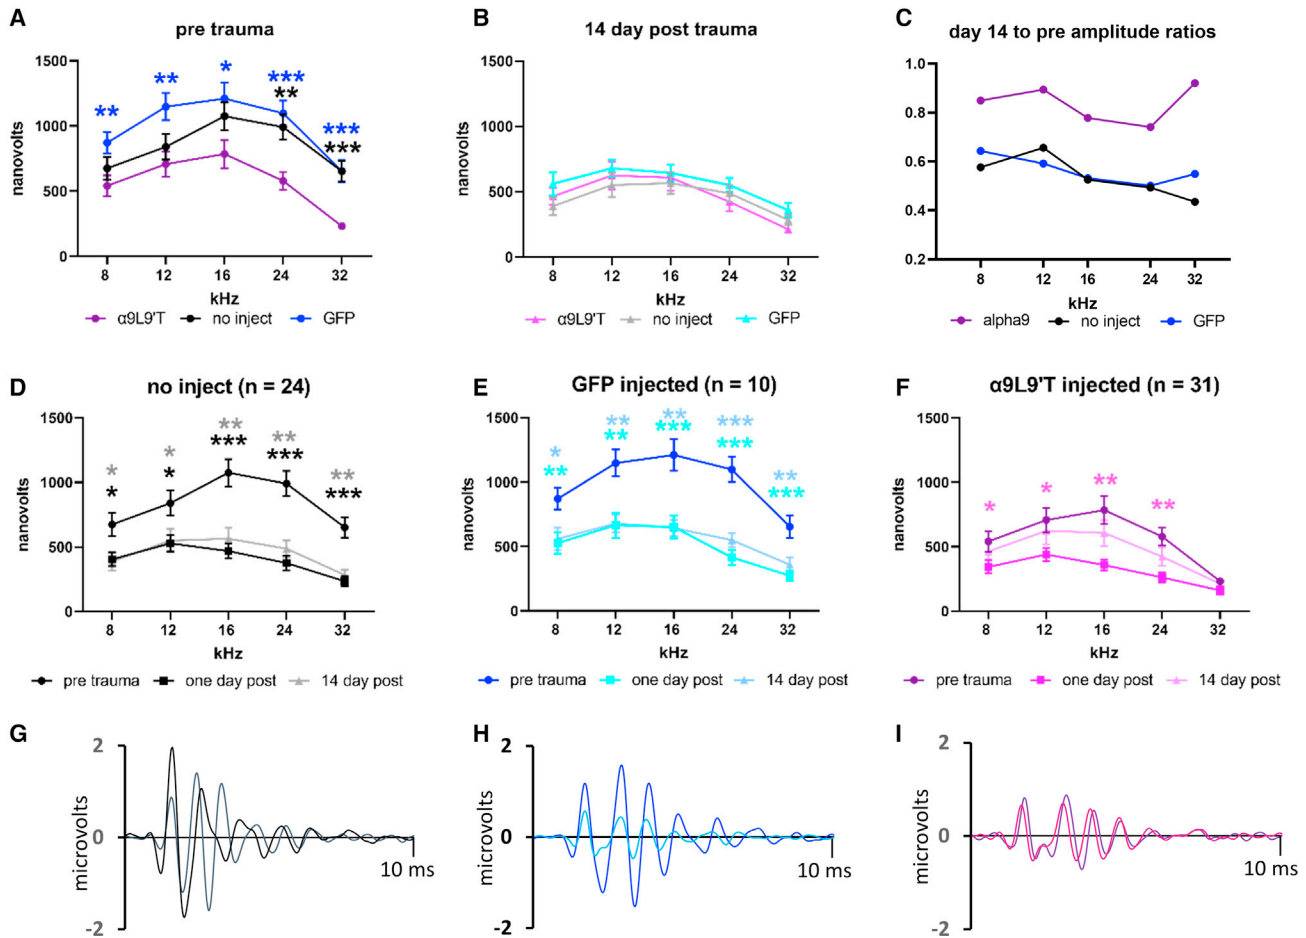 A
pre trauma
1500
1000
500
0
nanovolts
** ** * *** ** *** ***
8 12 16 24 32
kHz
α9L9'T no inject GFP
B
14 day post trauma
1500
1000
500
0
nanovolts
8 12 16 24 32
kHz
α9L9'T no inject GFP
C
day 14 to pre amplitude ratios
1.0
0.8
0.6
0.4
0.2
8 12 16 24 32
kHz
alpha9 no inject GFP
D
no inject (n = 24)
1500
1000
500
0
nanovolts
* * ** ** **
* * *** *** ***
8 12 16 24 32
kHz
pre trauma one day post 14 day post
E
GFP injected (n = 10)
1500
1000
500
0
nanovolts
* ** ** *** **
** ** *** *** ***
8 12 16 24 32
kHz
pre trauma one day post 14 day post
F
α9L9'T injected (n = 31)
1500
1000
500
0
nanovolts
* * ** **
8 12 16 24 32
kHz
pre trauma one day post 14 day post
G
2
0
-2
microvolts
10 ms
H
2
0
-2
microvolts
10 ms
I
2
0
-2
microvolts
10 ms